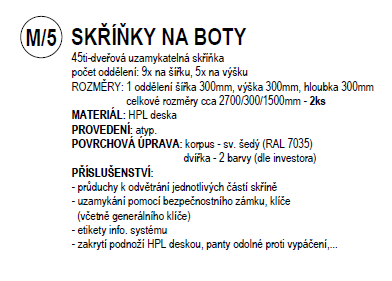 M/5 SKŘÍŇKY NA BOTY
45ti-dveřová uzamykatelná skříňka
počet oddělení: 9x na šířku, 5x na výšku
ROZMĚRY: 1 oddělení šířka 300mm, výška 300mm, hloubka 300mm
celkové rozměry cca 2700/300/1500mm - 2ks
MATERIÁL: HPL deska
PROVEDENÍ: atyp.
POVRCHOVÁ ÚPRAVA: korpus - sv. šedý (RAL 7035)
dvířka - 2 barvy (dle investora)
PŘÍSLUŠENSTVÍ:
- průduchy k odvětrání jednotlivých částí skříně
- uzamykání pomocí bezpečnostního zámku, klíče
(včetně generálního klíče)
- etikety info. systému
- zakrytí podnoží HPL deskou, panty odolné proti vypáčení,...